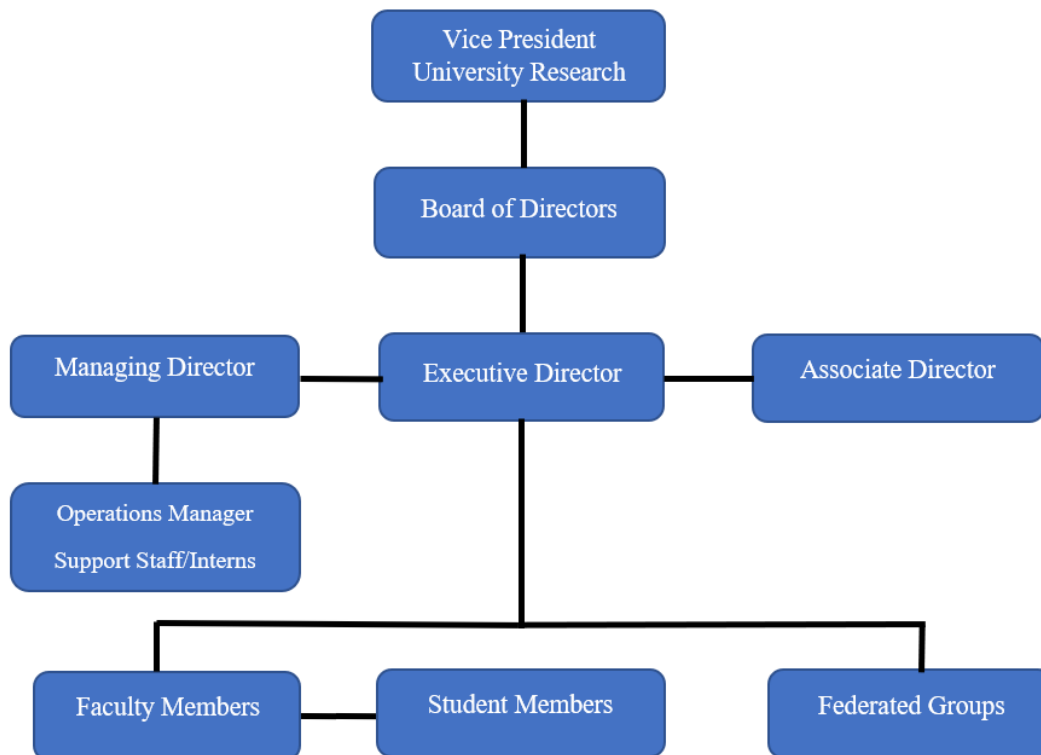 Vice President
University Research
Board of Directors
Managing Director
Executive Director
Associate Director
Operations Manager
Support Staff/Interns
Faculty Members
Student Members
Federated Groups